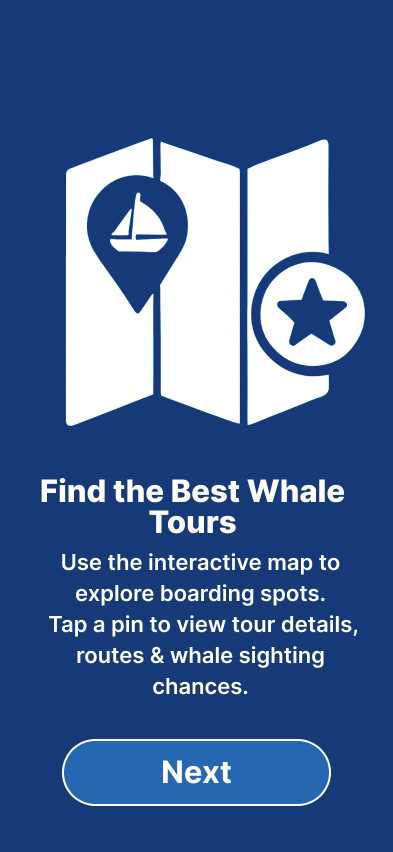 Find the Best Whale
Tours
Use the interactive map to
explore boarding spots.
Tap a pin to view tour details,
routes & whale sighting
chances.
Next